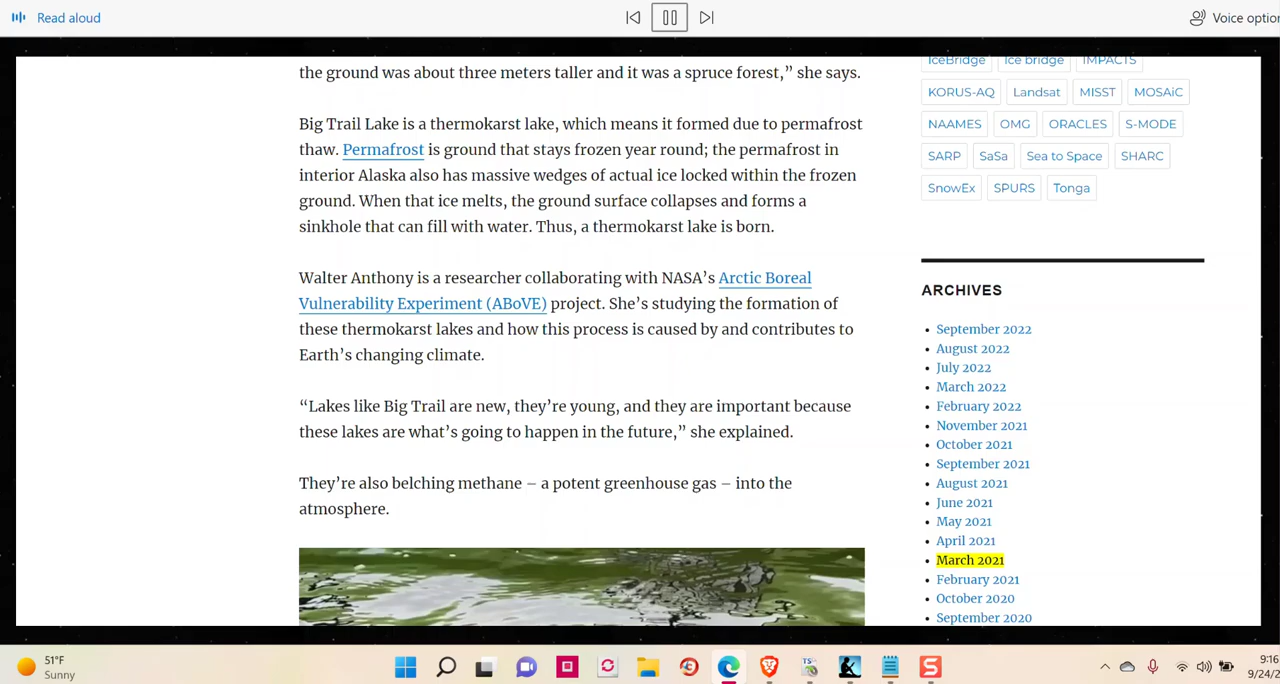 Read aloud
Voice option
the ground was about three meters taller and it was a spruce forest,” she says.
Big Trail Lake is a thermokarst lake, which means it formed due to permafrost
thaw. Permafrost is ground that stays frozen year round; the permafrost in
interior Alaska also has massive wedges of actual ice locked within the frozen
ground. When that ice melts, the ground surface collapses and forms a
sinkhole that can fill with water. Thus, a thermokarst lake is born.
Walter Anthony is a researcher collaborating with NASA’s Arctic Boreal
Vulnerability Experiment (ABoVE) project. She’s studying the formation of
these thermokarst lakes and how this process is caused by and contributes to
Earth’s changing climate.
“Lakes like Big Trail are new, they’re young, and they are important because
these lakes are what’s going to happen in the future,” she explained.
They’re also belching methane – a potent greenhouse gas – into the
atmosphere.
IceBridge Ice bridge IMPACTS
KORUS-AQ Landsat MISST MOSAiC
NAAMES OMG ORACLES S-MODE
SARP SaSa Sea to Space SHARC
SnowEx SPURS Tonga
ARCHIVES
September 2022
August 2022
July 2022
March 2022
February 2022
November 2021
October 2021
September 2021
August 2021
June 2021
May 2021
April 2021
March 2021
February 2021
October 2020
September 2020
51°F
Sunny
TS
S
9:16
9/24/2